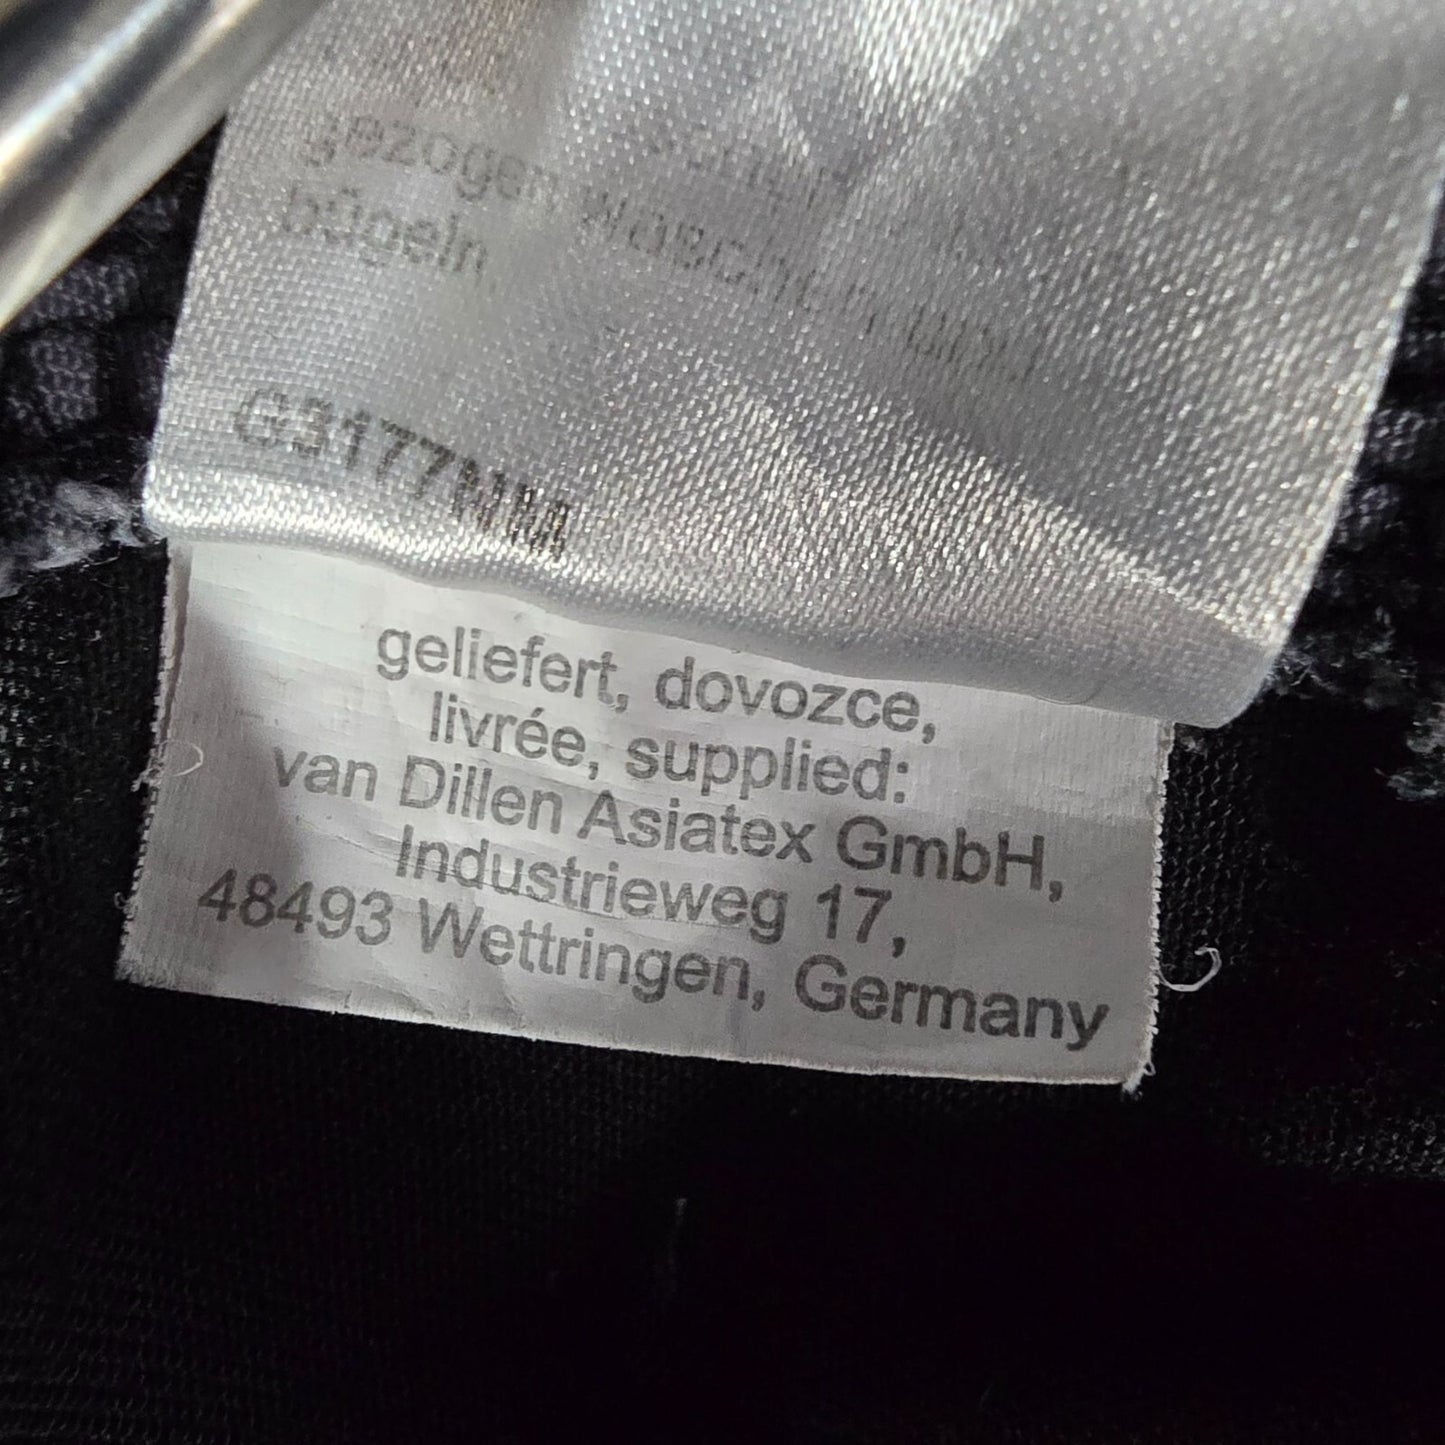 gezogen waschen und
bügeln
G3177NM
geliefert, dovozce,
livrée, supplied:
van Dillen Asiatex GmbH,
Industrieweg 17,
48493 Wettringen, Germany